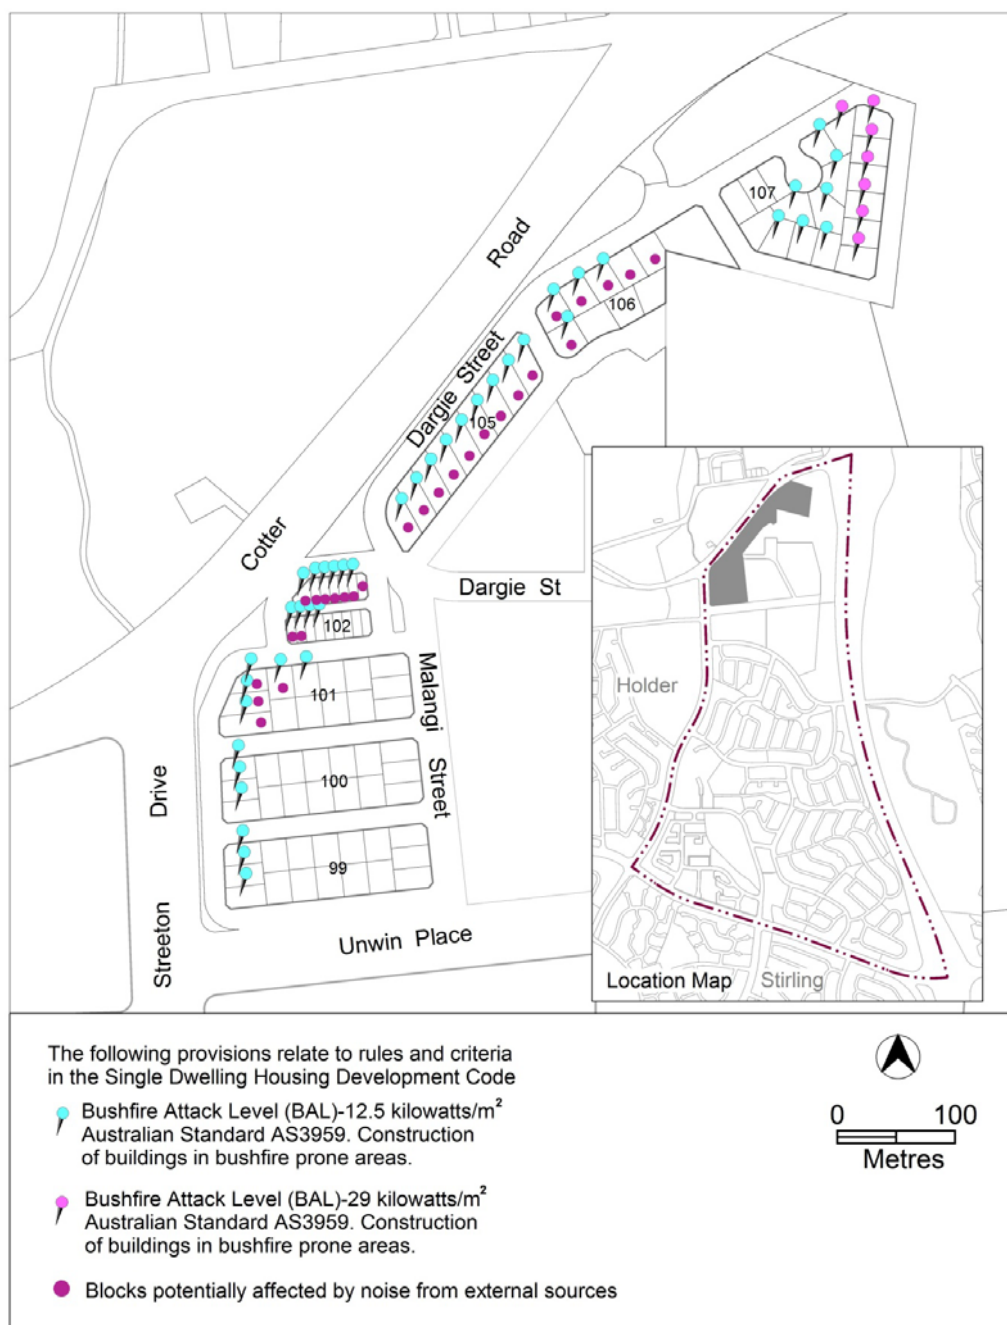 Road
107
106
Dargie Street
105
Cotter
Dargie St
102
101
Malangi Street
100
99
Streeton Drive
Unwin Place
Holder
Location Map
Stirling
The following provisions relate to rules and criteria
in the Single Dwelling Housing Development Code
Bushfire Attack Level (BAL)-12.5 kilowatts/m²
Australian Standard AS3959. Construction
of buildings in bushfire prone areas.
Bushfire Attack Level (BAL)-29 kilowatts/m²
Australian Standard AS3959. Construction
of buildings in bushfire prone areas.
Blocks potentially affected by noise from external sources
0 100
Metres